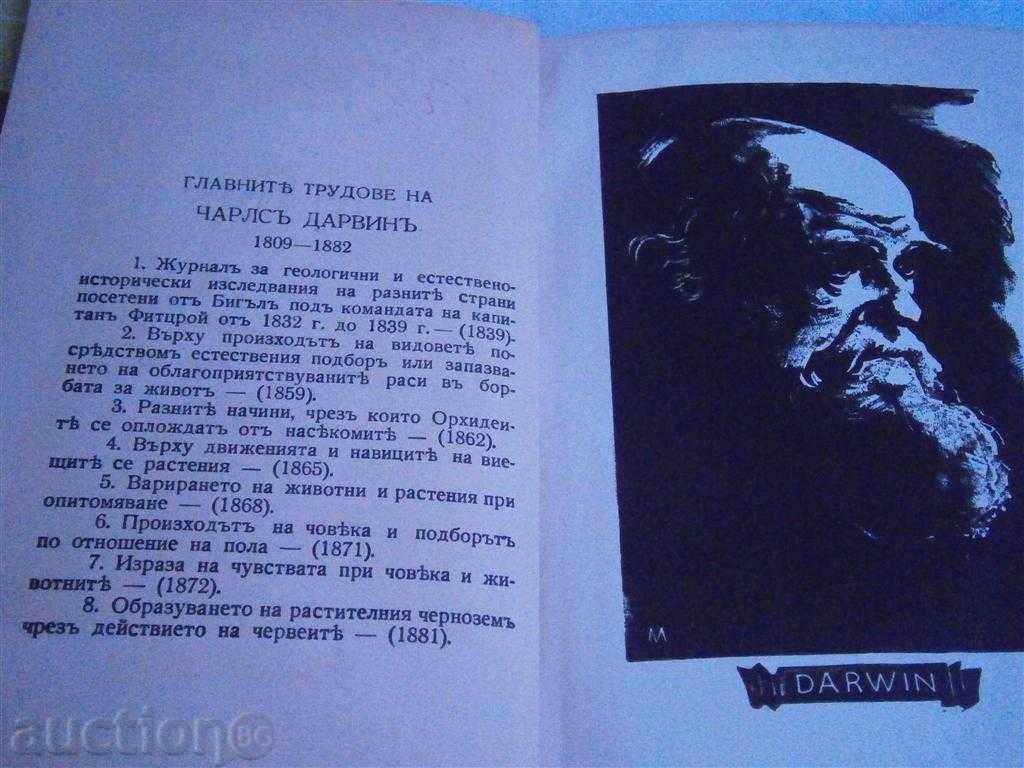 ГЛАВНИТѢ ТРУДОВЕ НА
ЧАРЛСЪ ДАРВИНЪ
1809—1882
1. Журналъ за геологични и естествено-
исторически изследвания на разнитѣ страни
посетени отъ Бигълъ подъ командата на капи-
танъ Фитцрой отъ 1832 г. до 1839 г.— (1839)-
2. Върху произходътъ на видоветѣ по-
срѣдствомъ естествения подборъ или запазва-
нето на облагоприятствуванитѣ раси въ бор-
бата за животъ — (1859).
3. Разнитѣ начини, чрезъ които Орхидеи-
тѣ се оплождатъ отъ насѣкомитѣ — (1862).
4. Върху движенията и навицитѣ на вие-
щитѣ се растения — (1865).
5. Варирането на животни и растения при
опитомяване — (1868).
6. Произходътъ на човѣка и подборътъ
по отношение на пола — (1871).
7. Израза на чувствата при човѣка и жи-
вотнитѣ — (1872).
8. Образуването на растителния черноземъ
чрезъ действието на червеитѣ — (1881).
M
DARWIN
auction BG